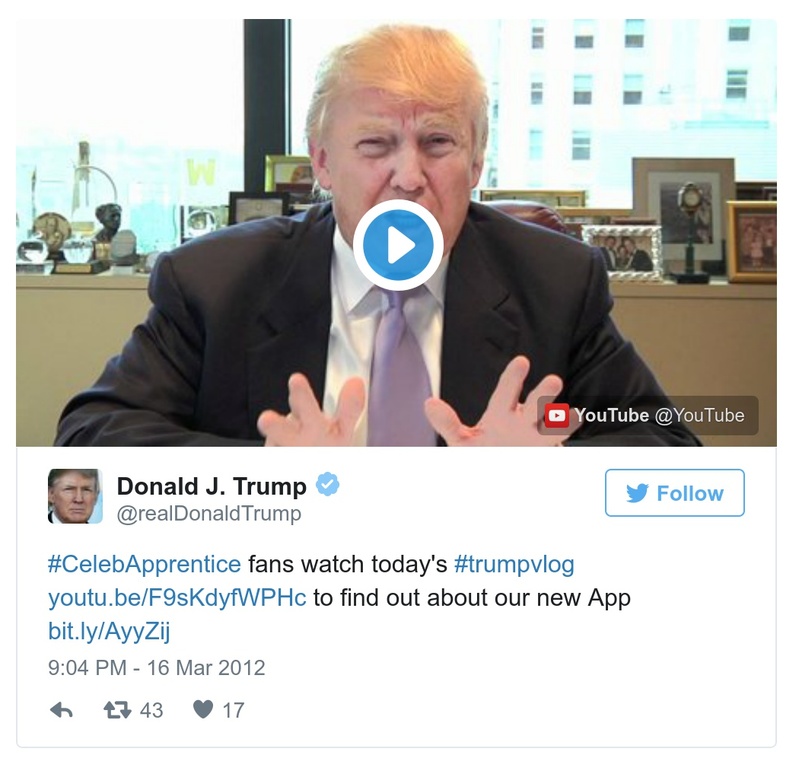 W
YouTube @YouTube
Donald J. Trump
@realDonaldTrump
Follow
#CelebApprentice fans watch today's #trumpvlog
youtu.be/F9sKdyfWPHc to find out about our new App
bit.ly/AyyZij
9:04 PM - 16 Mar 2012
43 17